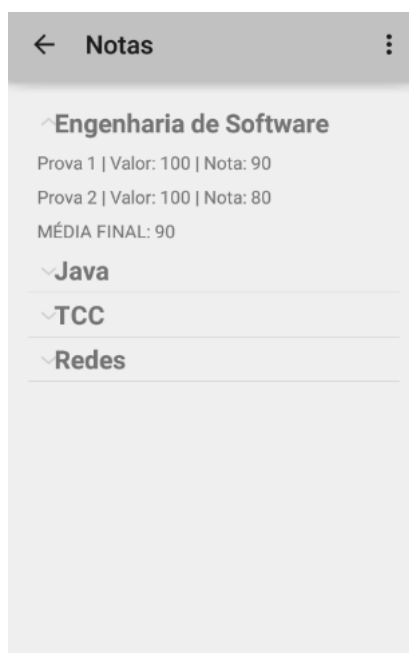 Notas
Engenharia de Software
Prova 1 | Valor: 100 | Nota: 90
Prova 2 | Valor: 100 | Nota: 80
MÉDIA FINAL: 90
Java
TCC
Redes